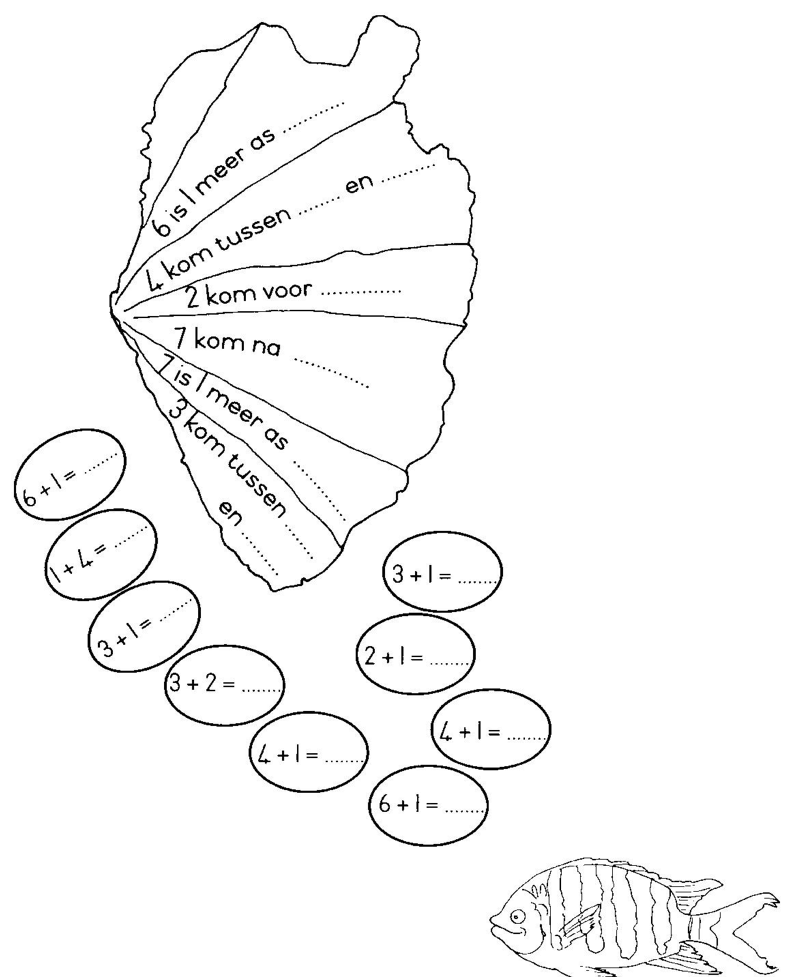 6 is 1 meer as ............
4 kom tussen ....... en .........
2 kom voor .............
7 kom na .............
7 is 1 meer as .............
3 kom tussen .........
en .........
6 + 1 = ........
1 + 4 = ........
3 + 1 = ........
3 + 2 = ........
4 + 1 = ........
3 + 1 = ........
2 + 1 = ........
4 + 1 = ........
6 + 1 = ........